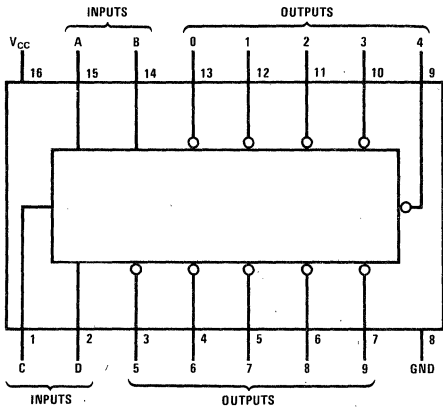 INPUTS OUTPUTS
VCC A B 0 1 2 3 4
16 15 14 13 12 11 10 9
1 2 3 4 5 6 7 8
C D 5 6 7 8 9 GND
INPUTS OUTPUTS